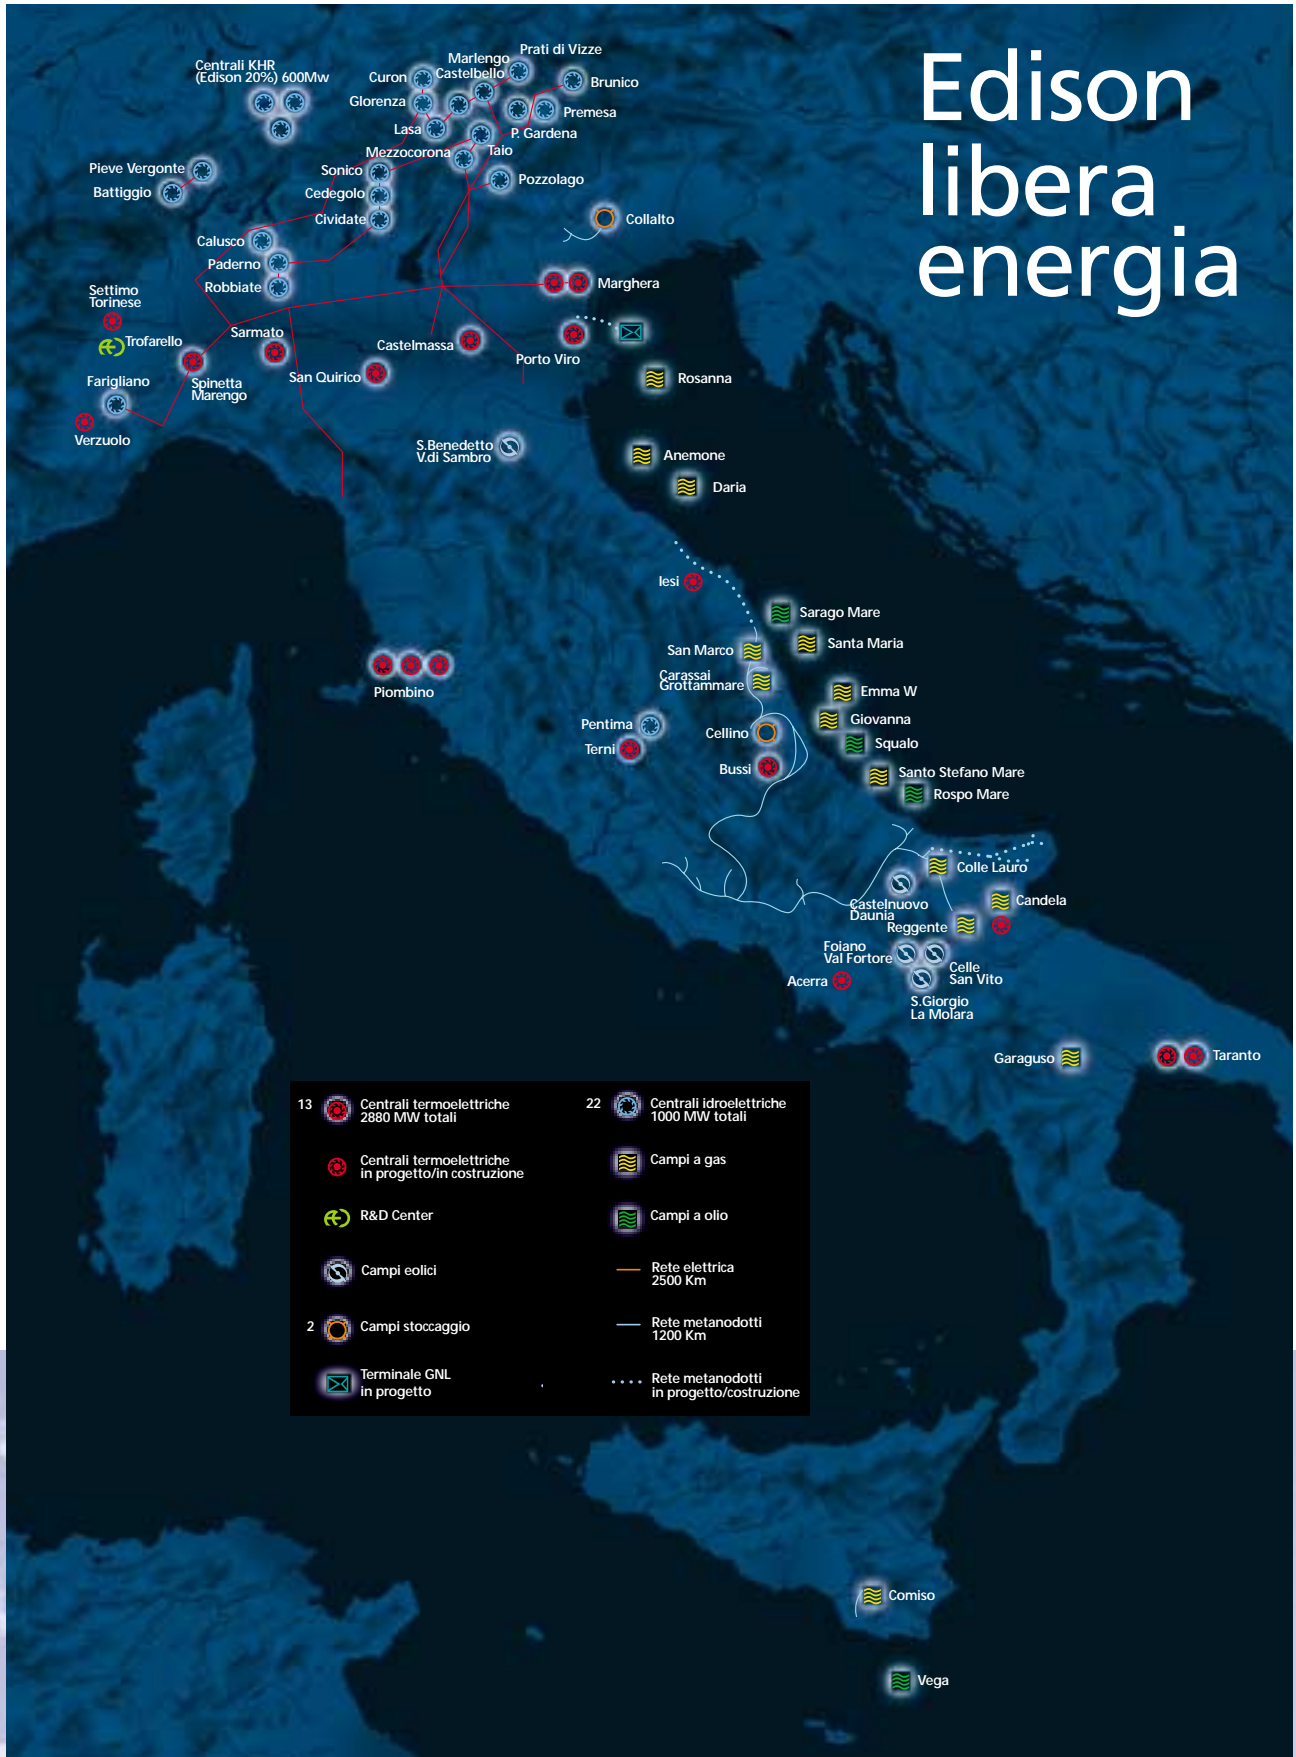 Edison
libera
energia
Centrali KHR
(Edison 20%) 600Mw
Curon
Glorenza
Lasa
Marlengo
Castelbello
Prati di Vizze
Brunico
Premesa
P. Gardena
Mezzocorona
Taio
Pozzolago
Sonico
Cedegolo
Cividate
Pieve Vergonte
Battiggio
Collalto
Calusco
Paderno
Robbiate
Marghera
Settimo
Torinese
Trofarello
Sarmato
Castelmassa
Porto Viro
San Quirico
Spinetta
Marengo
Farigliano
Verzuolo
Rosanna
S.Benedetto
V.di Sambro
Anemone
Daria
Iesi
Sarago Mare
Santa Maria
San Marco
Carassai
Grottammare
Piombino
Emma W
Giovanna
Squalo
Pentima
Terni
Cellino
Bussi
Santo Stefano Mare
Rospo Mare
Colle Lauro
Castelnuovo
Daunia
Candela
Reggente
Foiano
Val Fortore
Celle
San Vito
Acerra
S.Giorgio
La Molara
Garaguso
Taranto
13
Centrali termoelettriche
2880 MW totali
22
Centrali idroelettriche
1000 MW totali
Centrali termoelettriche
in progetto/in costruzione
Campi a gas
R&D Center
Campi a olio
Campi eolici
Rete elettrica
2500 Km
2
Campi stoccaggio
Rete metanodotti
1200 Km
Terminale GNL
in progetto
Rete metanodotti
in progetto/costruzione
Comiso
Vega